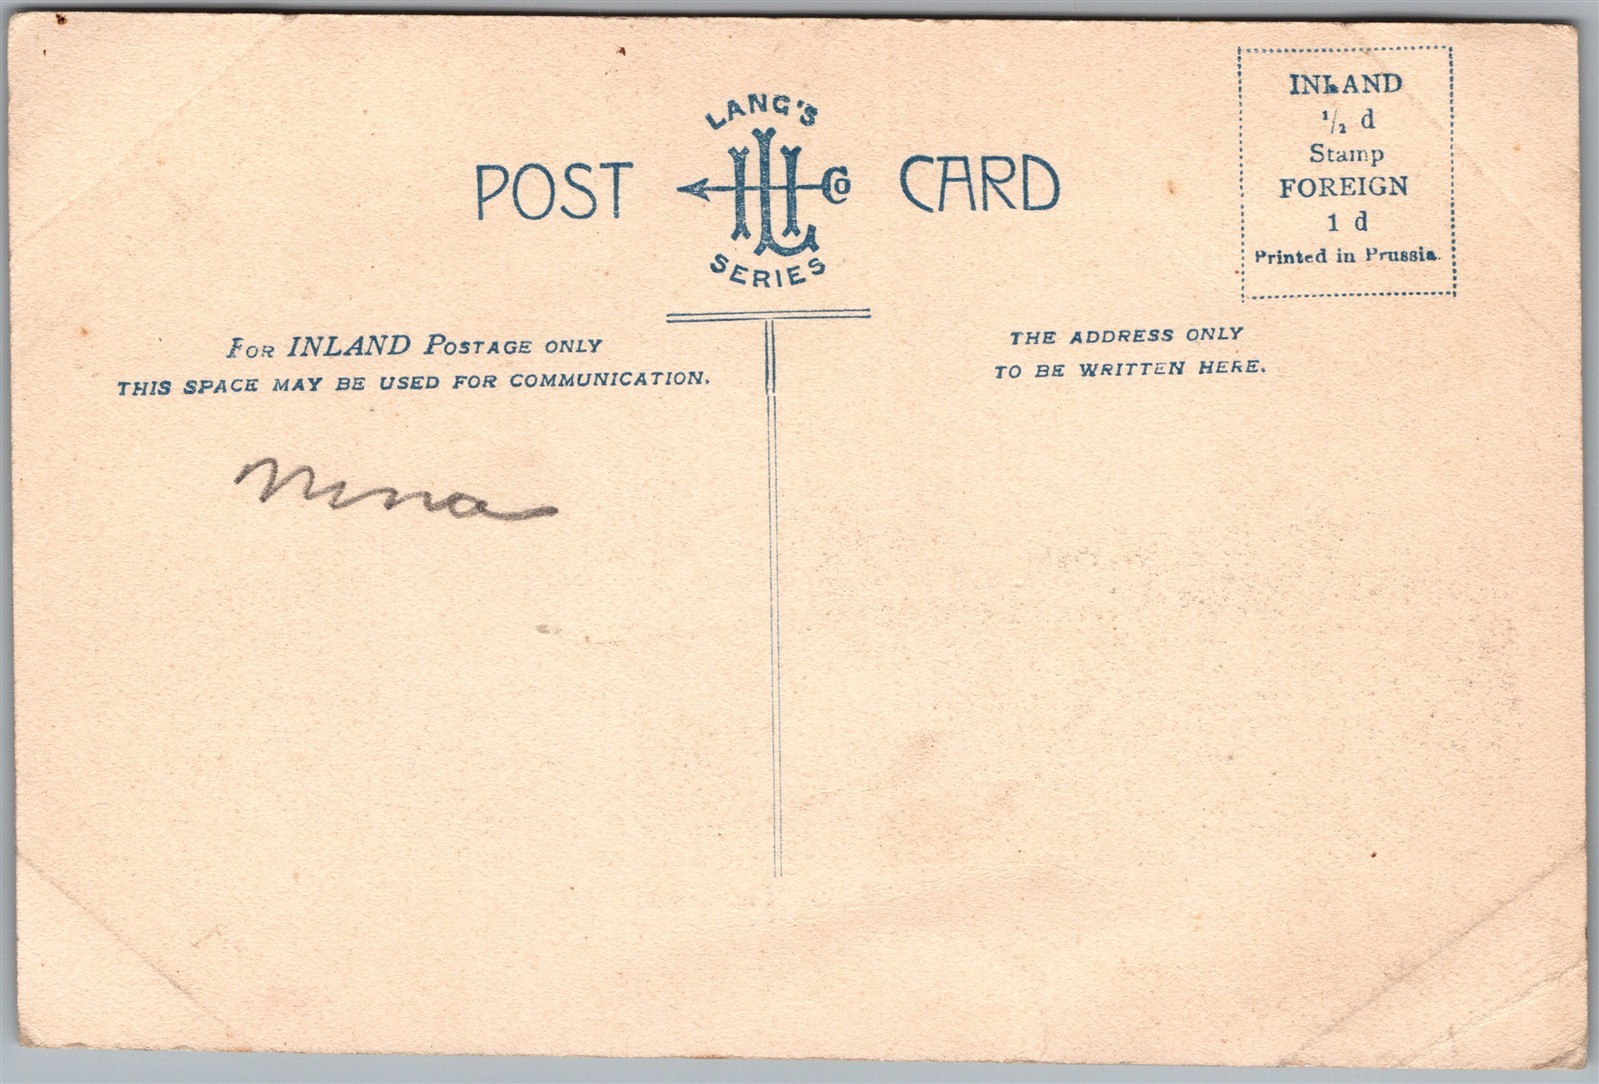 LANG'S
POST CARD
HLL Co
SERIES
INLAND
½ d
Stamp
FOREIGN
1 d
Printed in Prussia.
FOR INLAND POSTAGE ONLY
THIS SPACE MAY BE USED FOR COMMUNICATION.
THE ADDRESS ONLY
TO BE WRITTEN HERE.
Nina